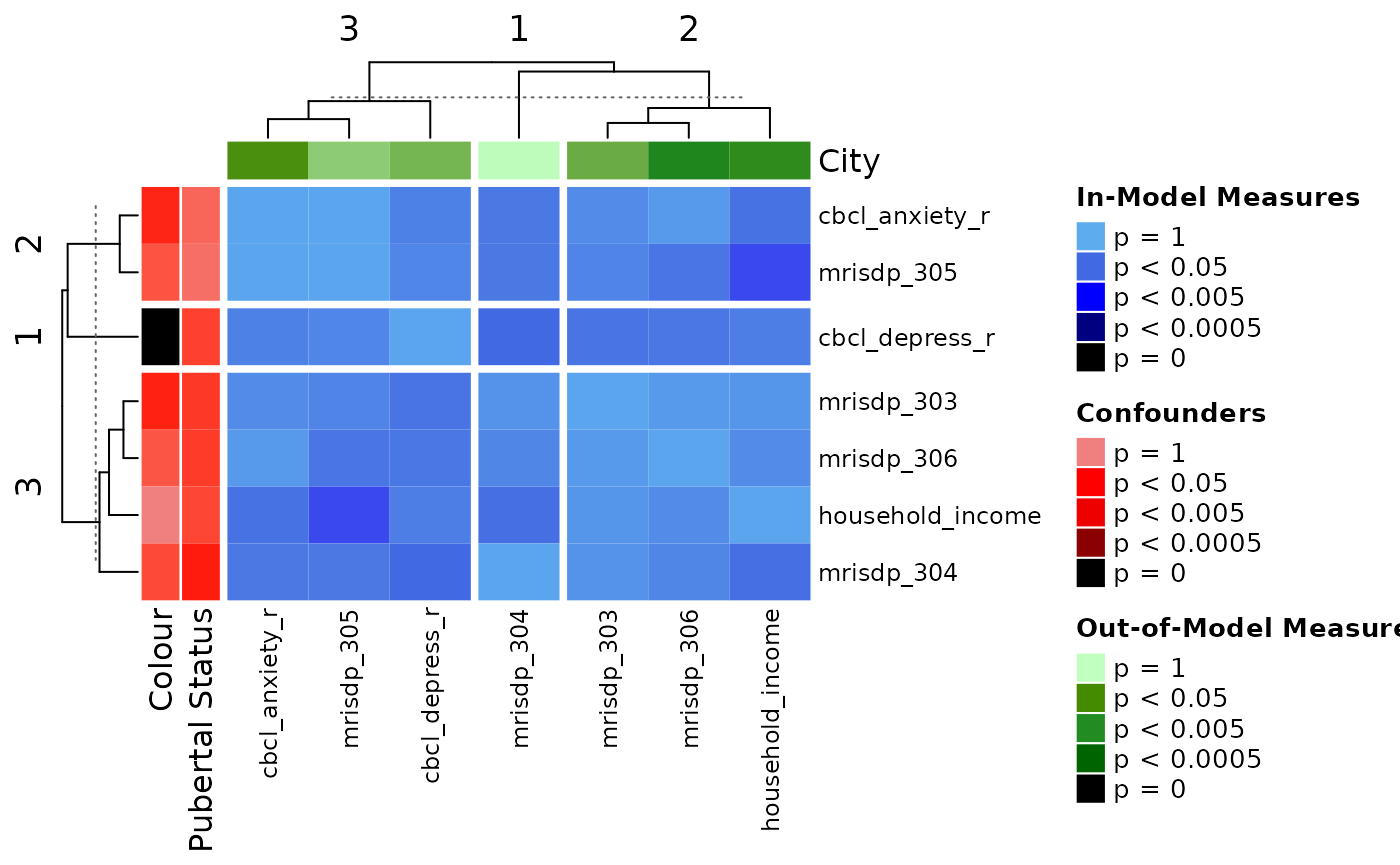 3 1 2
City
2
1
3
cbcl_anxiety_r
mrisdp_305
cbcl_depress_r
mrisdp_303
mrisdp_306
household_income
mrisdp_304
Colour
Pubertal Status
cbcl_anxiety_r
mrisdp_305
cbcl_depress_r
mrisdp_304
mrisdp_303
mrisdp_306
household_income
In-Model Measures
p = 1
p < 0.05
p < 0.005
p < 0.0005
p = 0
Confounders
p = 1
p < 0.05
p < 0.005
p < 0.0005
p = 0
Out-of-Model Measure
p = 1
p < 0.05
p < 0.005
p < 0.0005
p = 0